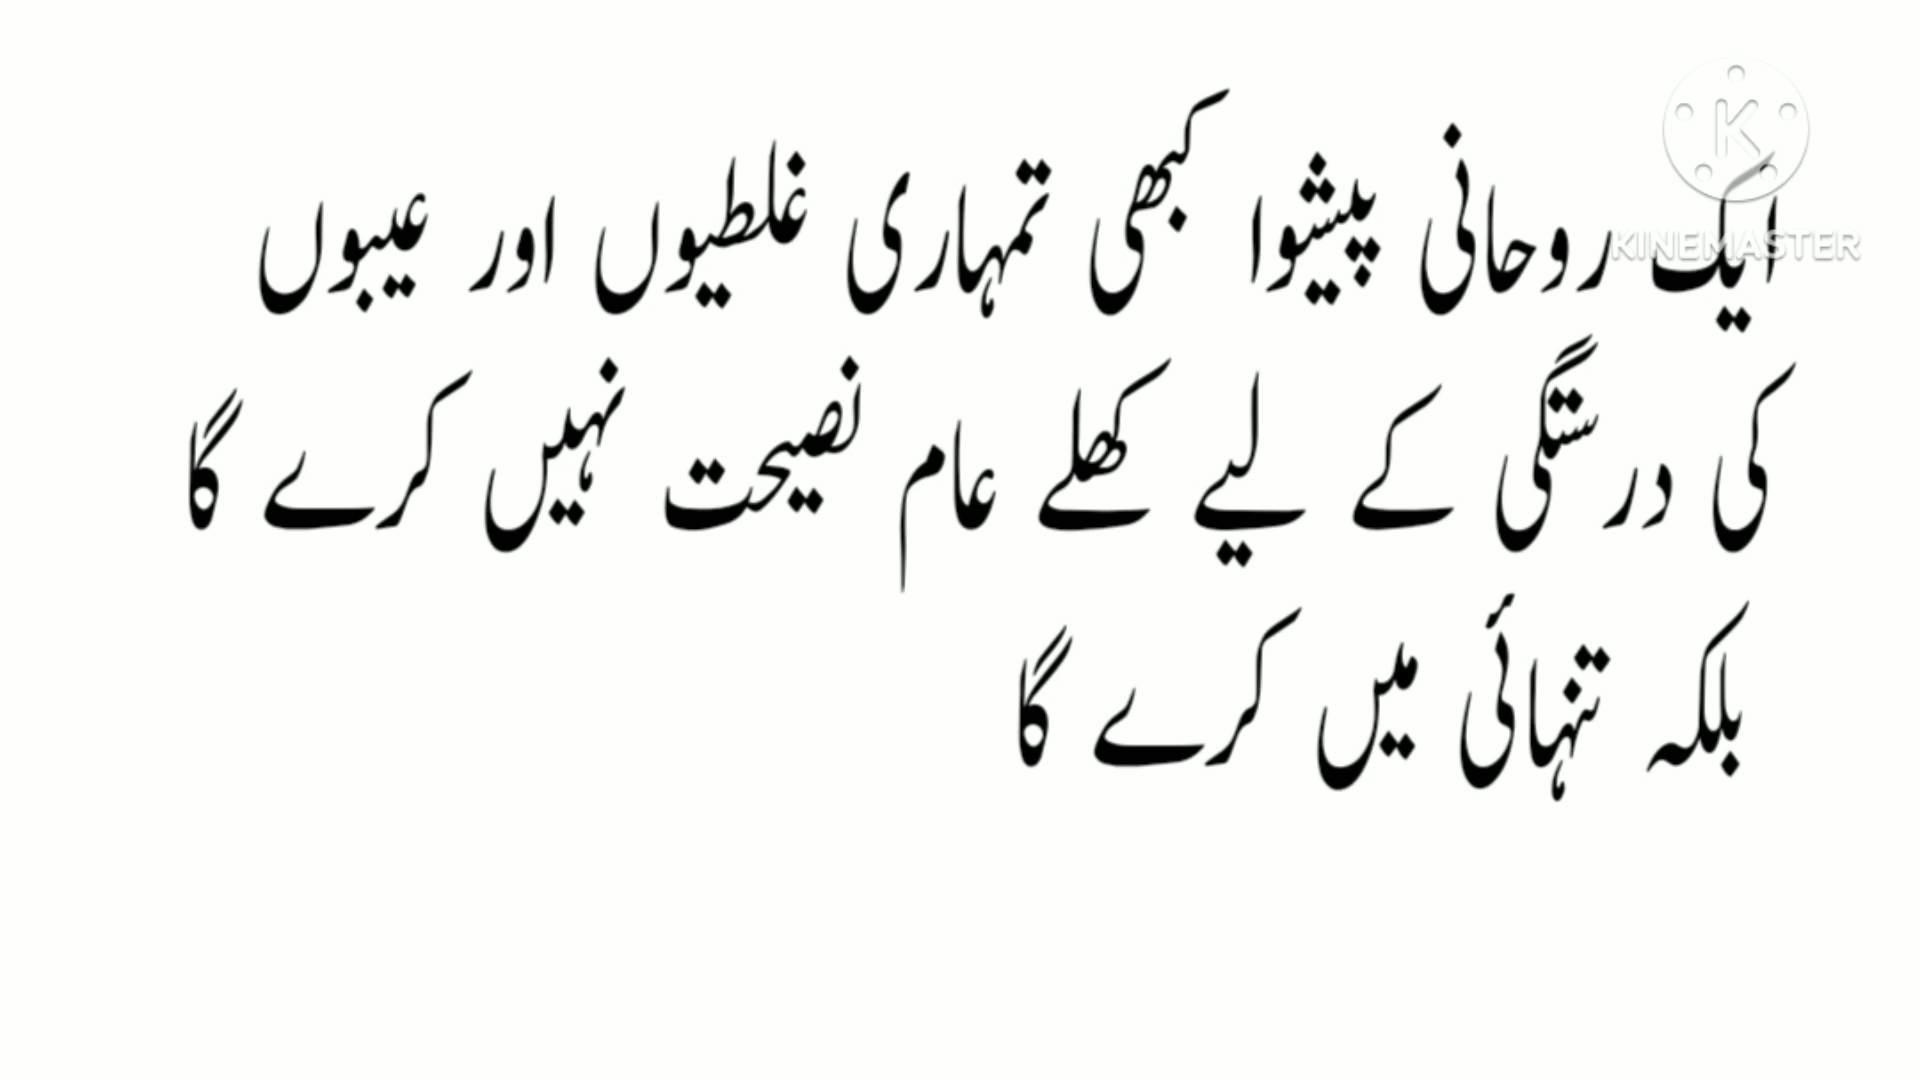 KINEMASTER
ایک روحانی پیشوا کبھی تمہاری غلطیوں اور عیبوں
کی درستگی کے لیے کھلے عام نصیحت نہیں کرے گا
بلکہ تنہائی میں کرے گا